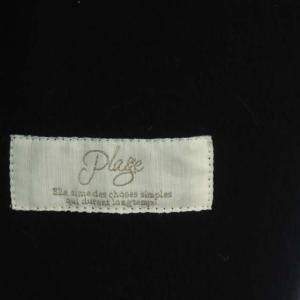 Plage
Elle aime des choses simples
qui durent longtemps!